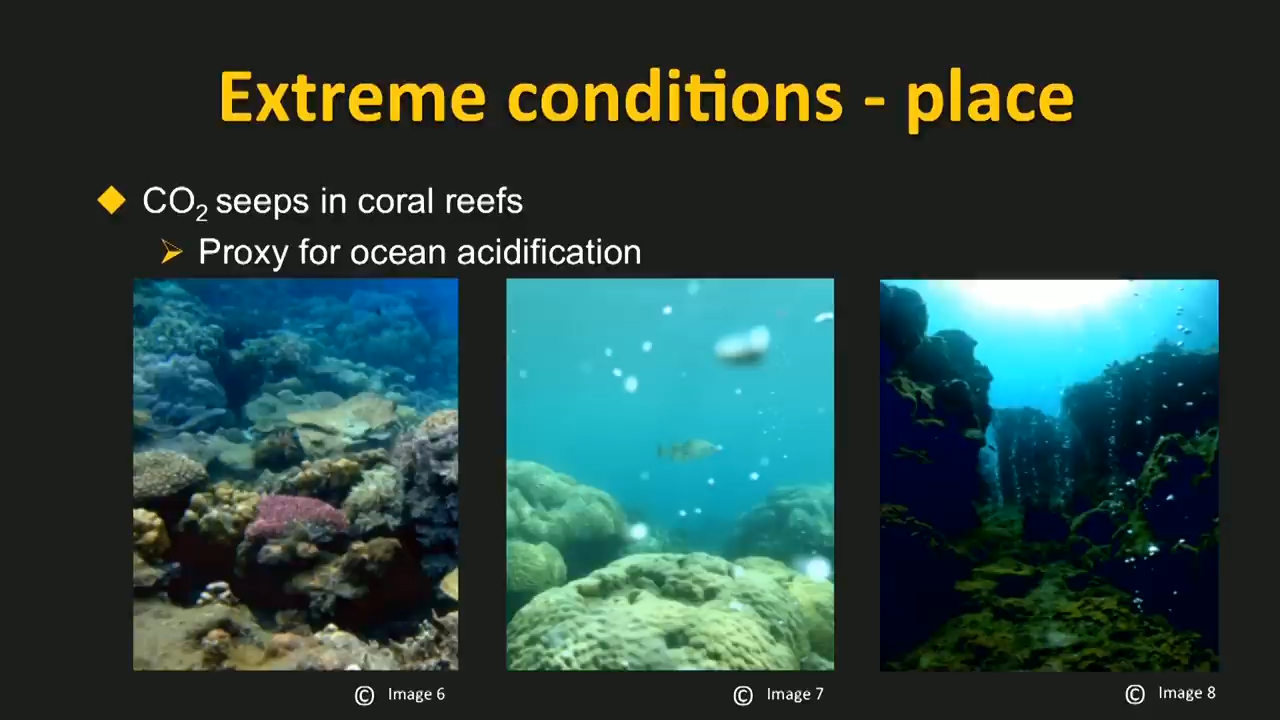 Extreme conditions - place
CO₂ seeps in coral reefs
Proxy for ocean acidification
© Image 6
© Image 7
© Image 8